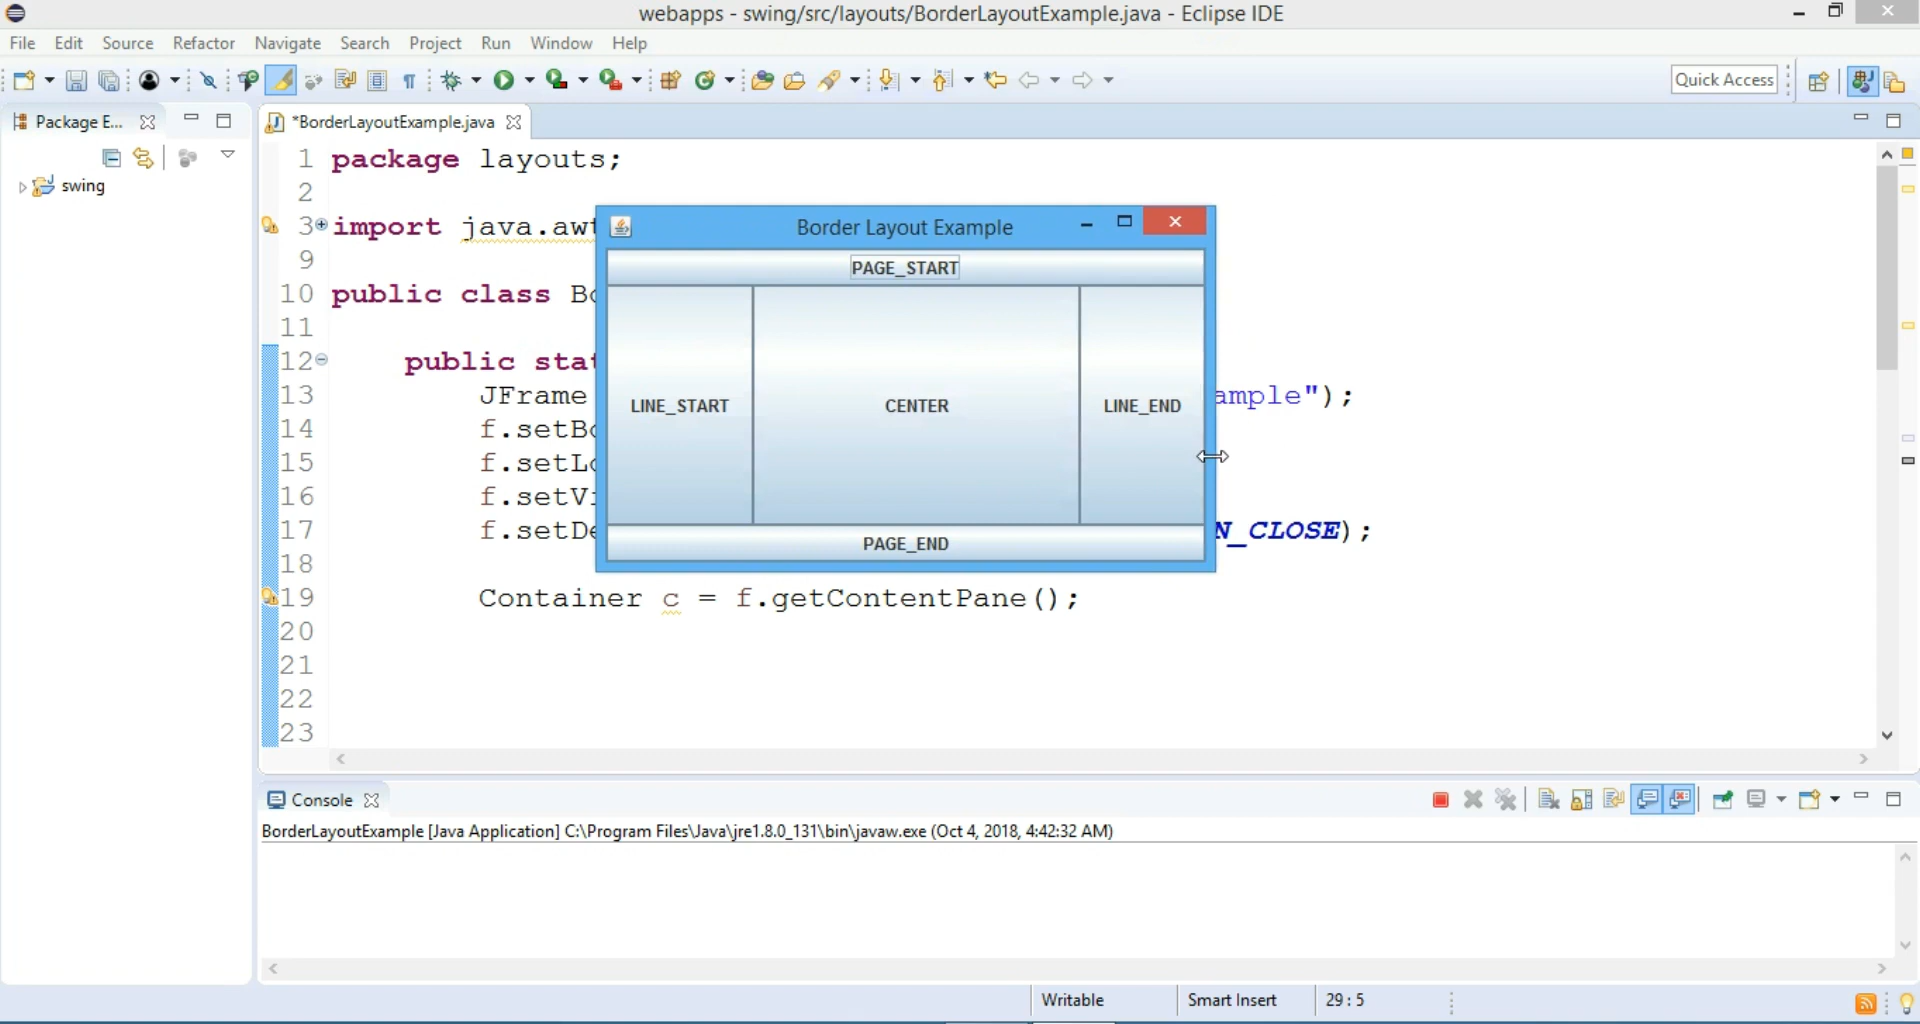 webapps - swing/src/layouts/BorderLayoutExample.java - Eclipse IDE
File Edit Source Refactor Navigate Search Project Run Window Help
Quick Access
Package E...
swing
*BorderLayoutExample.java
1 package layouts;
2
3 import java.awt
9
10 public class Bo
11
12 public stat
13 JFrame ample");
14 f.setBo
15 f.setLo
16 f.setVi
17 f.setDe N_CLOSE);
18
19 Container c = f.getContentPane();
20
21
22
23
Border Layout Example
PAGE_START
LINE_START CENTER LINE_END
PAGE_END
Console
BorderLayoutExample [Java Application] C:\Program Files\Java\jre1.8.0_131\bin\javaw.exe (Oct 4, 2018, 4:42:32 AM)
Writable Smart Insert 29 : 5